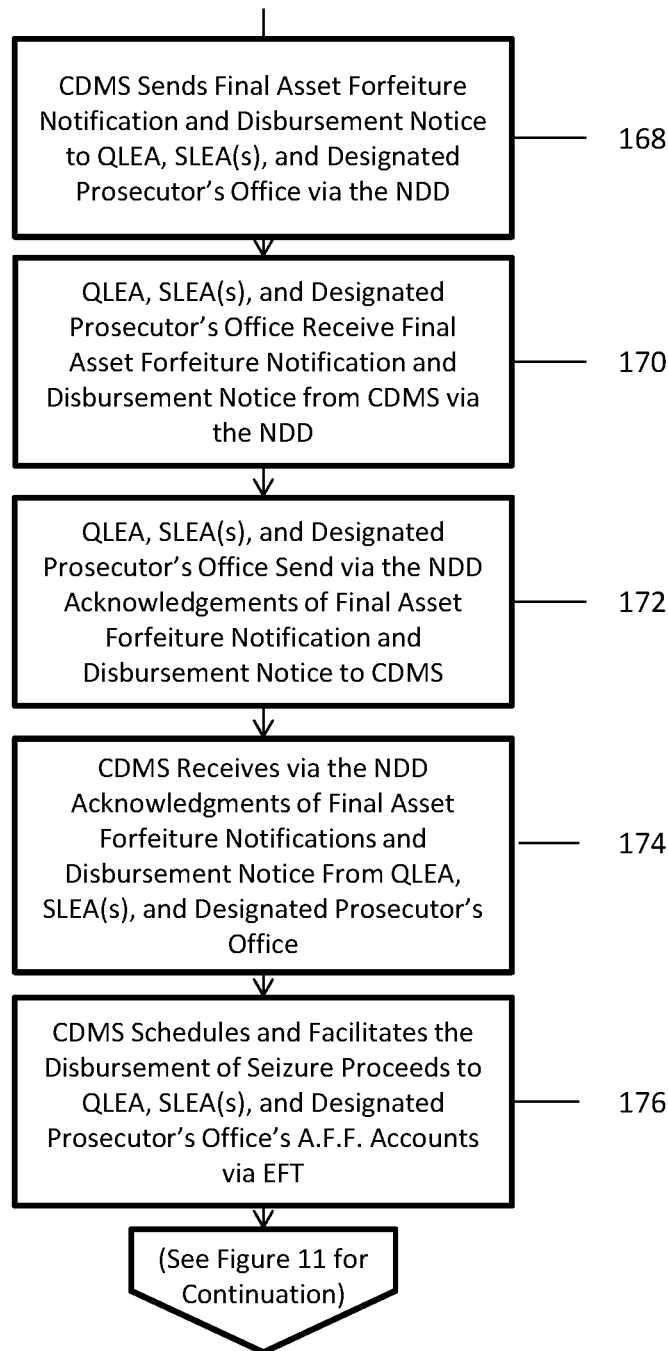 CDMS Sends Final Asset Forfeiture
Notification and Disbursement Notice
to QLEA, SLEA(s), and Designated
Prosecutor’s Office via the NDD
168
QLEA, SLEA(s), and Designated
Prosecutor’s Office Receive Final
Asset Forfeiture Notification and
Disbursement Notice from CDMS via
the NDD
170
QLEA, SLEA(s), and Designated
Prosecutor’s Office Send via the NDD
Acknowledgements of Final Asset
Forfeiture Notification and
Disbursement Notice to CDMS
172
CDMS Receives via the NDD
Acknowledgments of Final Asset
Forfeiture Notifications and
Disbursement Notice From QLEA,
SLEA(s), and Designated Prosecutor’s
Office
174
CDMS Schedules and Facilitates the
Disbursement of Seizure Proceeds to
QLEA, SLEA(s), and Designated
Prosecutor’s Office’s A.F.F. Accounts
via EFT
176
(See Figure 11 for
Continuation)